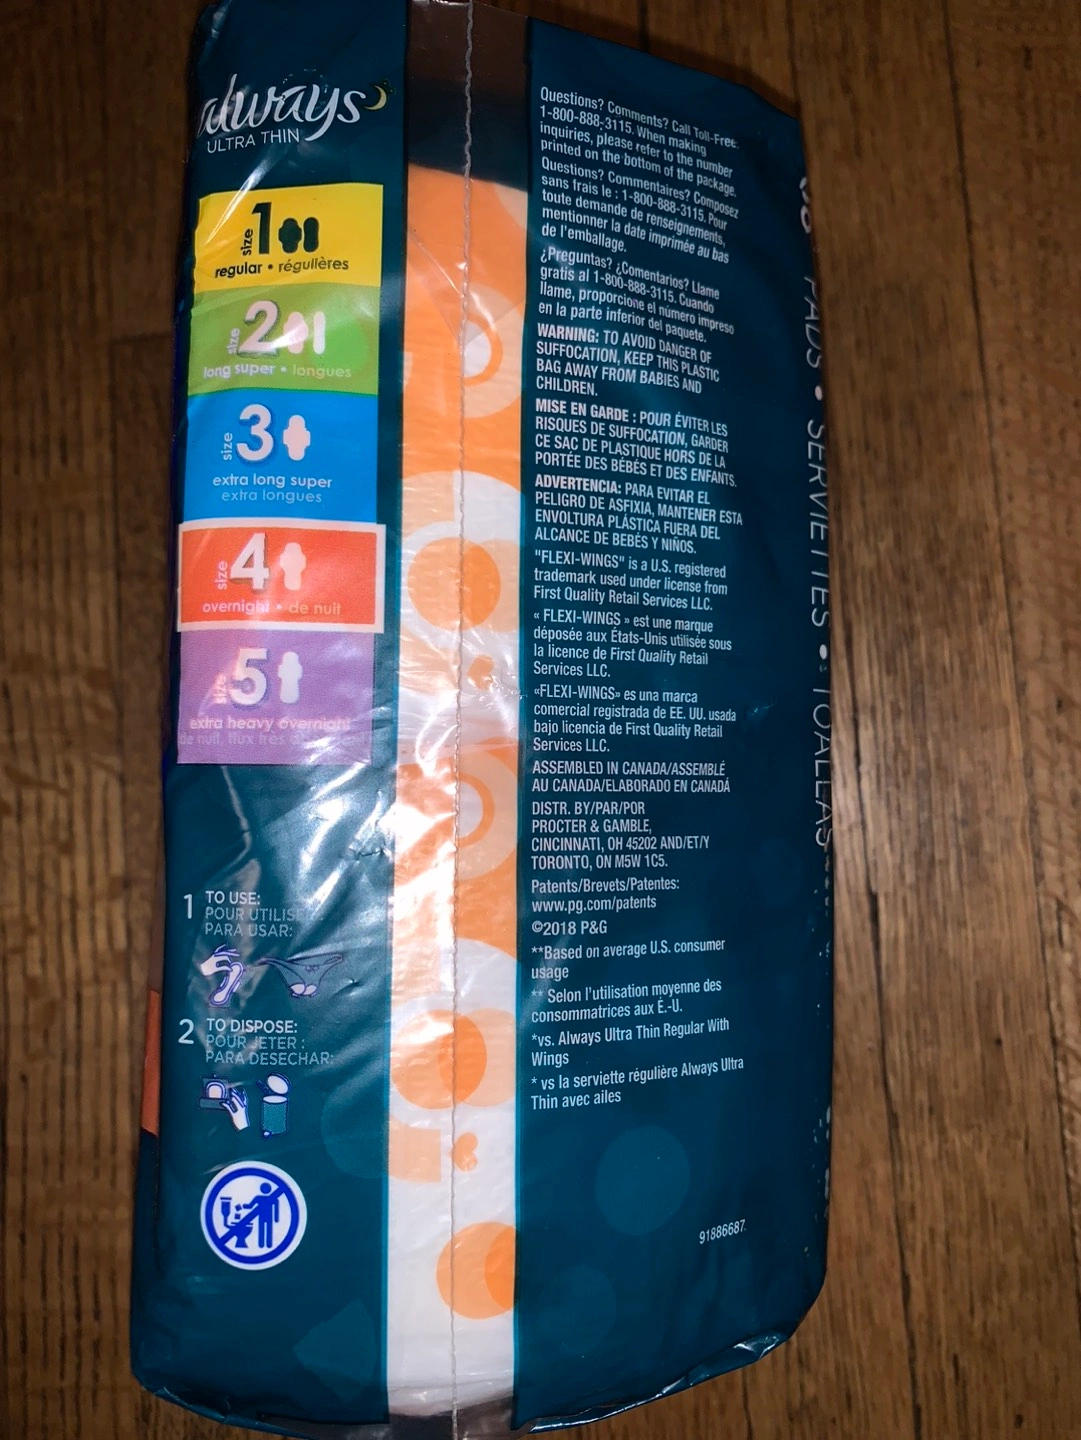 always
ULTRA THIN
size 1
regular • régulières
size 2
long super • longues
size 3
extra long super
extra longues
size 4
overnight • de nuit
size 5
extra heavy overnight
de nuit, flux très
1 TO USE:
POUR UTILISER
PARA USAR:
2 TO DISPOSE:
POUR JETER :
PARA DESECHAR:
Questions? Comments? Call Toll-Free:
1-800-888-3115. When making
inquiries, please refer to the number
printed on the bottom of the package.
Questions? Commentaires? Composez
sans frais le : 1-800-888-3115. Pour
toute demande de renseignements,
mentionner la date imprimée au bas
de l'emballage.
¿Preguntas? ¿Comentarios? Llame
gratis al 1-800-888-3115. Cuando
llame, proporcione el número impreso
en la parte inferior del paquete.
WARNING: TO AVOID DANGER OF
SUFFOCATION, KEEP THIS PLASTIC
BAG AWAY FROM BABIES AND
CHILDREN.
MISE EN GARDE : POUR ÉVITER LES
RISQUES DE SUFFOCATION, GARDER
CE SAC DE PLASTIQUE HORS DE LA
PORTÉE DES BÉBÉS ET DES ENFANTS.
ADVERTENCIA: PARA EVITAR EL
PELIGRO DE ASFIXIA, MANTENER ESTA
ENVOLTURA PLÁSTICA FUERA DEL
ALCANCE DE BEBÉS Y NIÑOS.
"FLEXI-WINGS" is a U.S. registered
trademark used under license from
First Quality Retail Services LLC.
« FLEXI-WINGS » est une marque
déposée aux États-Unis utilisée sous
la licence de First Quality Retail
Services LLC.
«FLEXI-WINGS» es una marca
comercial registrada de EE. UU. usada
bajo licencia de First Quality Retail
Services LLC.
ASSEMBLED IN CANADA/ASSEMBLÉ
AU CANADA/ELABORADO EN CANADÁ
DISTR. BY/PAR/POR
PROCTER & GAMBLE,
CINCINNATI, OH 45202 AND/ET/Y
TORONTO, ON M5W 1C5.
Patents/Brevets/Patentes:
www.pg.com/patents
©2018 P&G
**Based on average U.S. consumer
usage
** Selon l'utilisation moyenne des
consommatrices aux É.-U.
*vs. Always Ultra Thin Regular With
Wings
* vs la serviette régulière Always Ultra
Thin avec ailes
91886687
PADS • SERVIETTES • TOALLAS